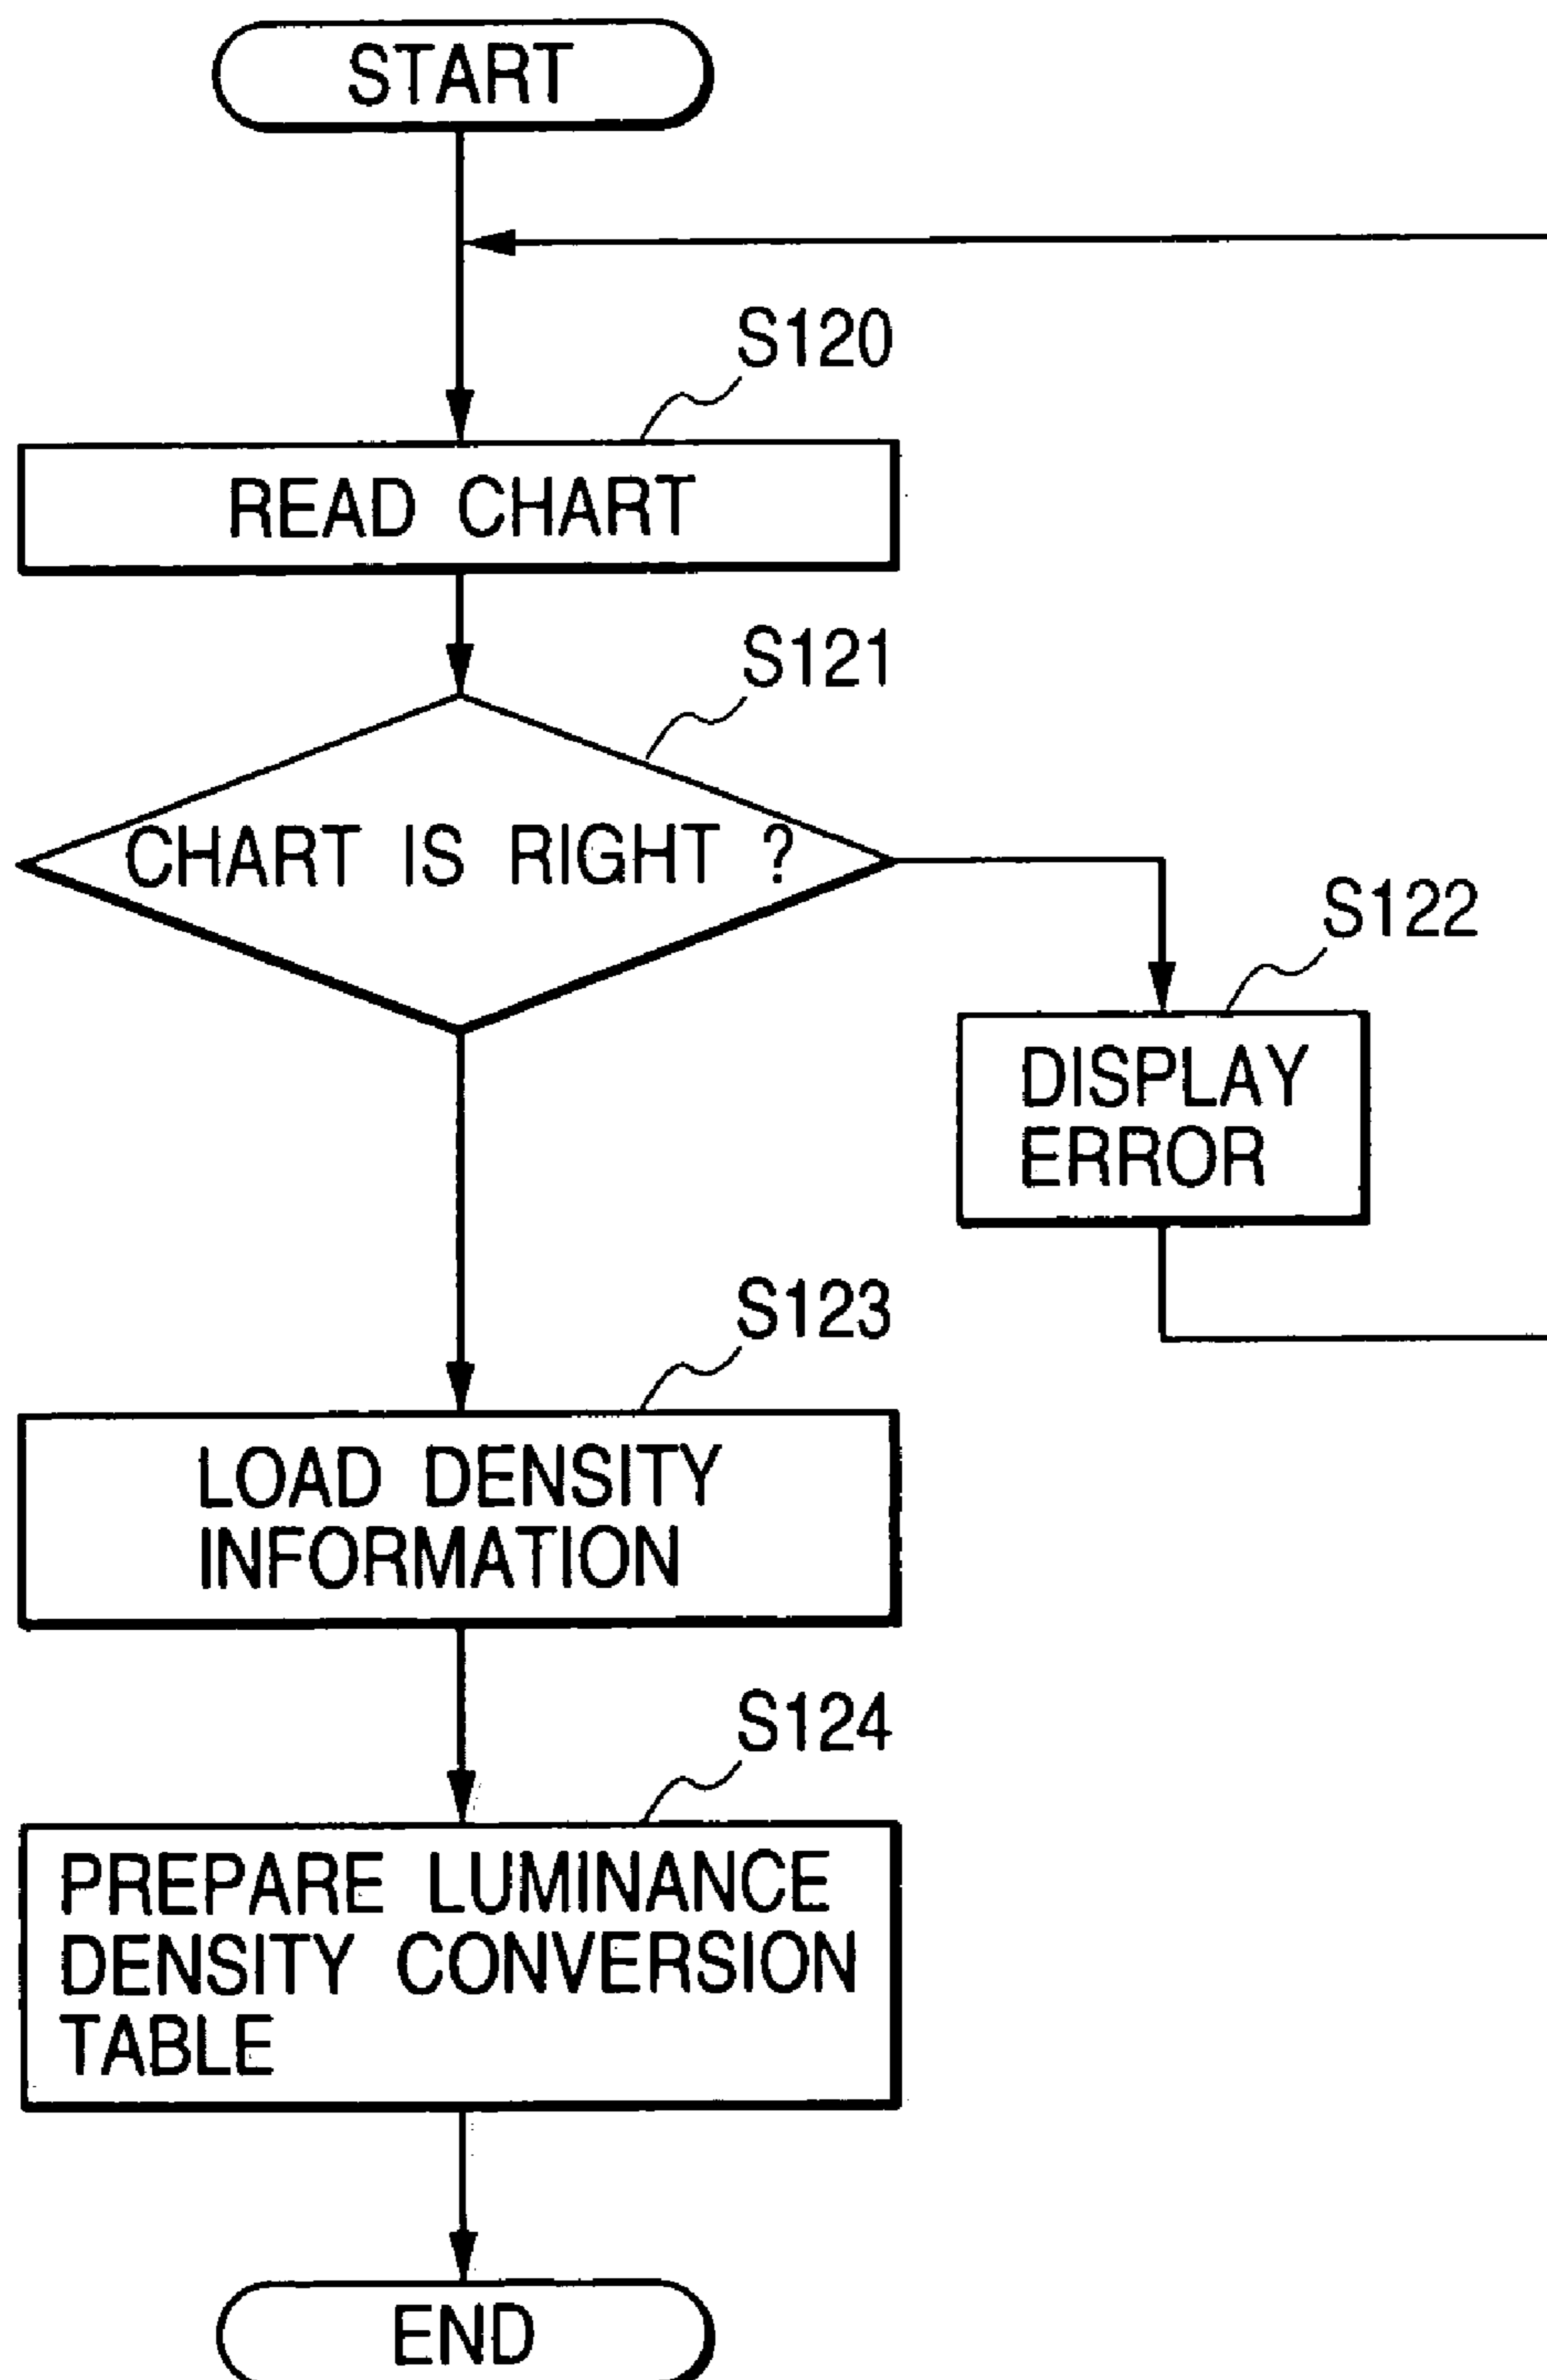 START
S120
READ CHART
S121
CHART IS RIGHT ?
S122
DISPLAY
ERROR
S123
LOAD DENSITY
INFORMATION
S124
PREPARE LUMINANCE
DENSITY CONVERSION
TABLE
END